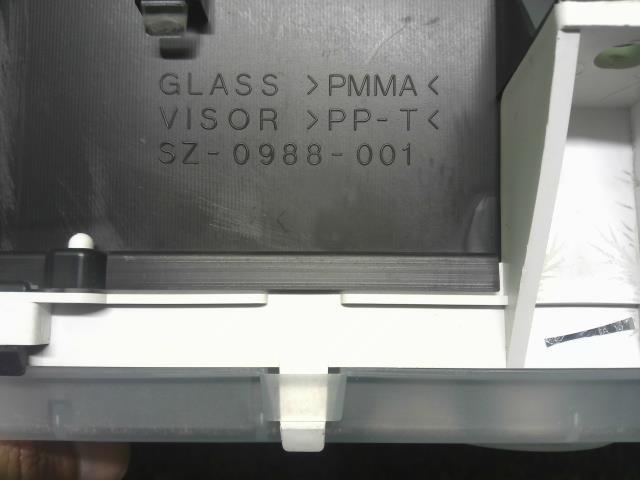 GLASS >PMMA<
VISOR >PP-T<
SZ-0988-001